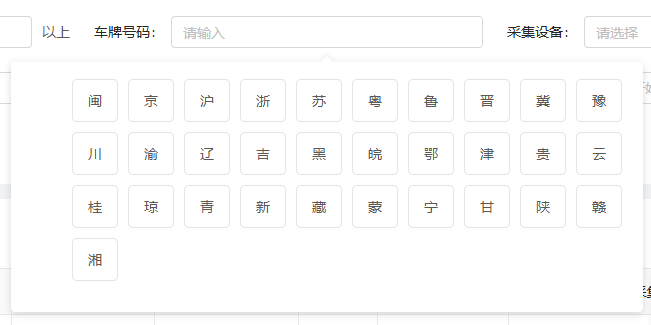 以上 车牌号码： 请输入 采集设备： 请选择
闽 京 沪 浙 苏 粤 鲁 晋 冀 豫
川 渝 辽 吉 黑 皖 鄂 津 贵 云
桂 琼 青 新 藏 蒙 宁 甘 陕 赣
湘